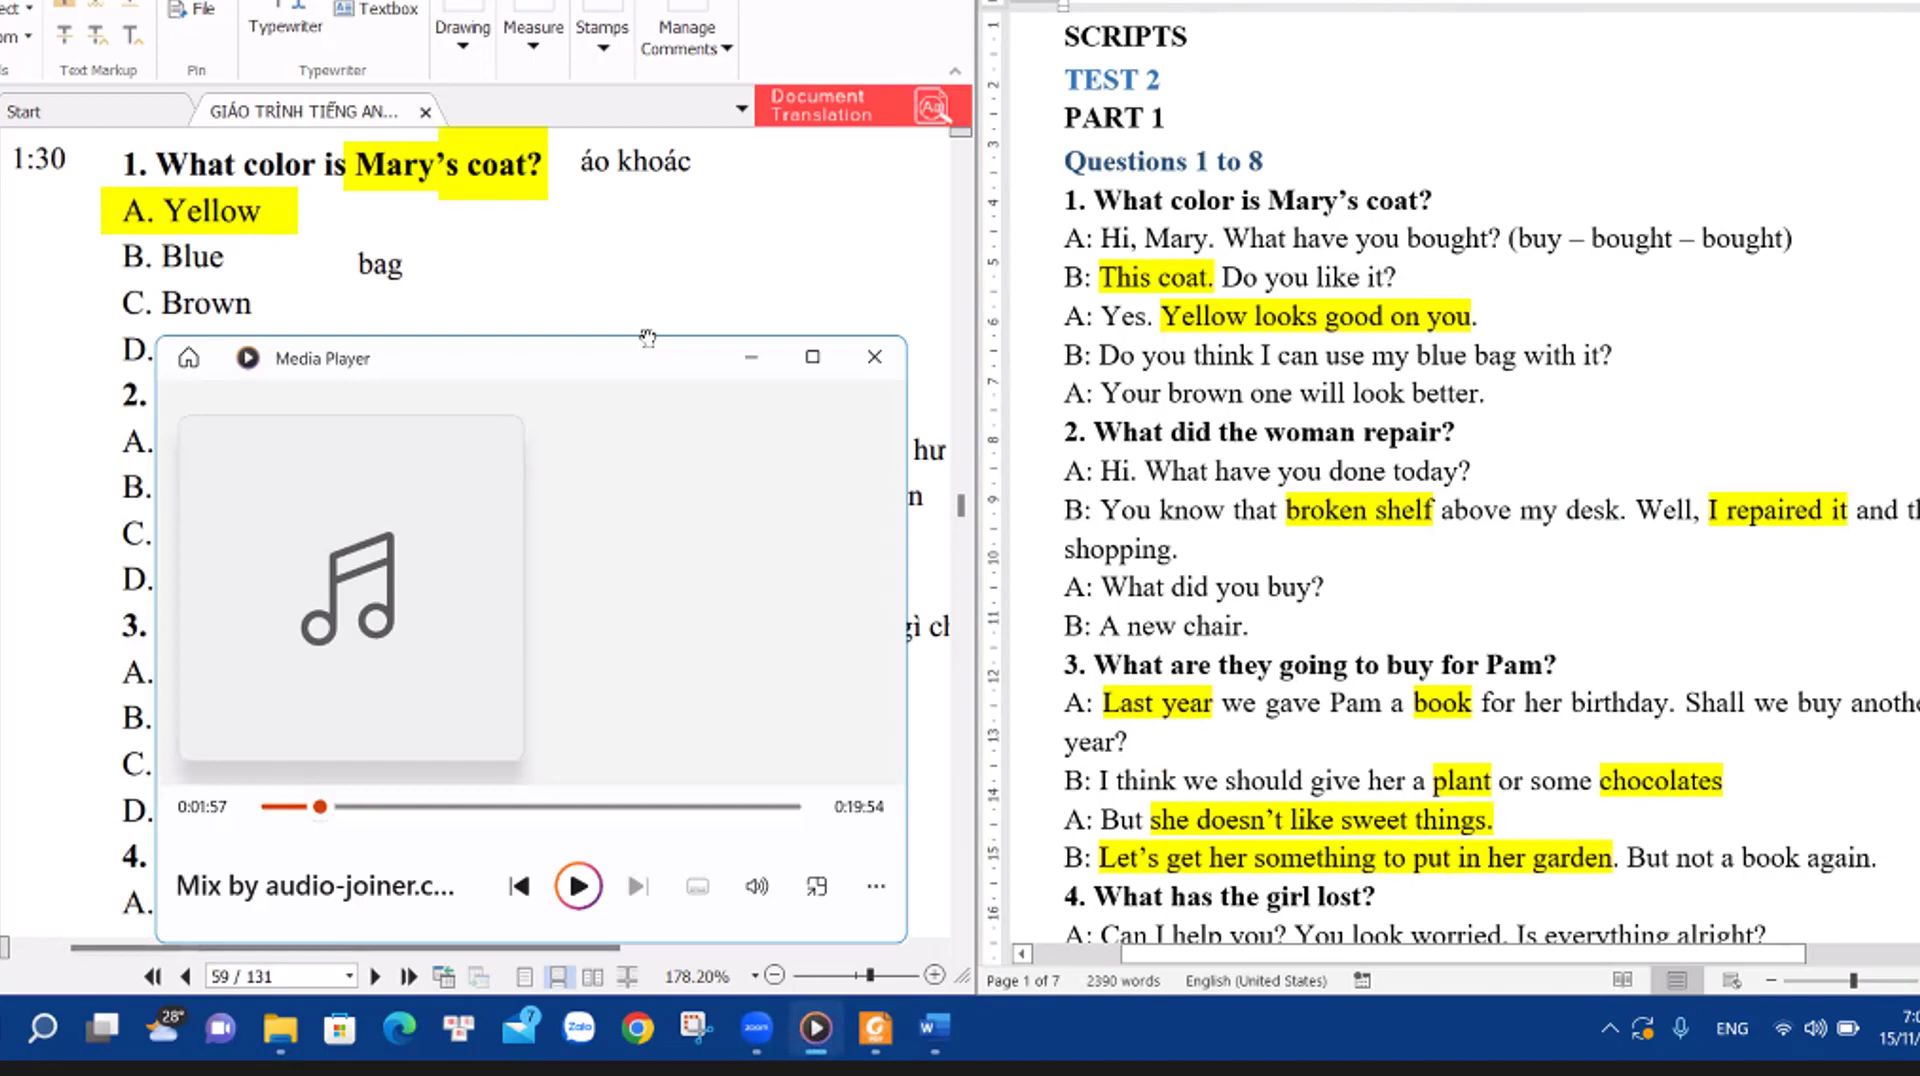 File
Textbox
Typewriter
Drawing
Measure
Stamps
Manage
Comments
Text Markup
Pin
Typewriter
Start
GIÁO TRÌNH TIẾNG AN...
Document
Translation
1:30
1. What color is Mary's coat?
áo khoác
A. Yellow
B. Blue
bag
C. Brown
D.
2.
A.
hư
B.
C.
D.
3.
A.
B.
C.
D.
4.
A.
Media Player
0:01:57
0:19:54
Mix by audio-joiner.c...
59 / 131
178.20%
SCRIPTS
TEST 2
PART 1
Questions 1 to 8
1. What color is Mary's coat?
A: Hi, Mary. What have you bought? (buy – bought – bought)
B: This coat. Do you like it?
A: Yes. Yellow looks good on you.
B: Do you think I can use my blue bag with it?
A: Your brown one will look better.
2. What did the woman repair?
A: Hi. What have you done today?
B: You know that broken shelf above my desk. Well, I repaired it and
shopping.
A: What did you buy?
B: A new chair.
3. What are they going to buy for Pam?
A: Last year we gave Pam a book for her birthday. Shall we buy
year?
B: I think we should give her a plant or some chocolates
A: But she doesn't like sweet things.
B: Let's get her something to put in her garden. But not a book again.
4. What has the girl lost?
A: Can I help you? You look worried. Is everything alright?
Page 1 of 7
2390 words
English (United States)
28°
7
Zalo
zoom
ENG
15/11/